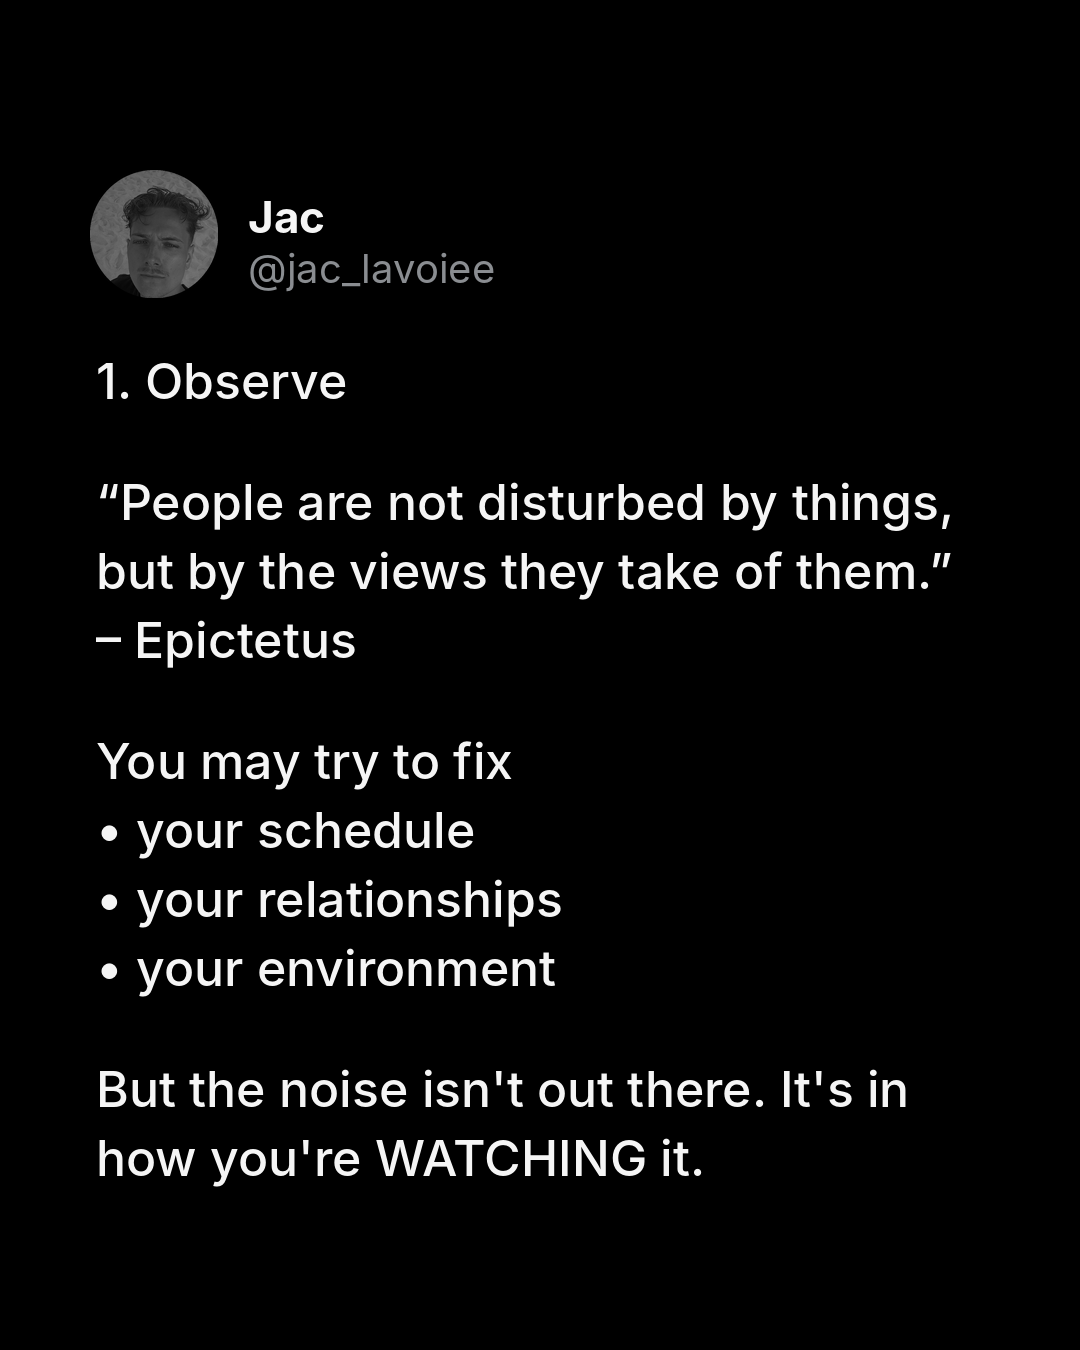 Jac
@jac_lavoiee
1. Observe
“People are not disturbed by things,
but by the views they take of them.”
– Epictetus
You may try to fix
• your schedule
• your relationships
• your environment
But the noise isn't out there. It's in
how you're WATCHING it.